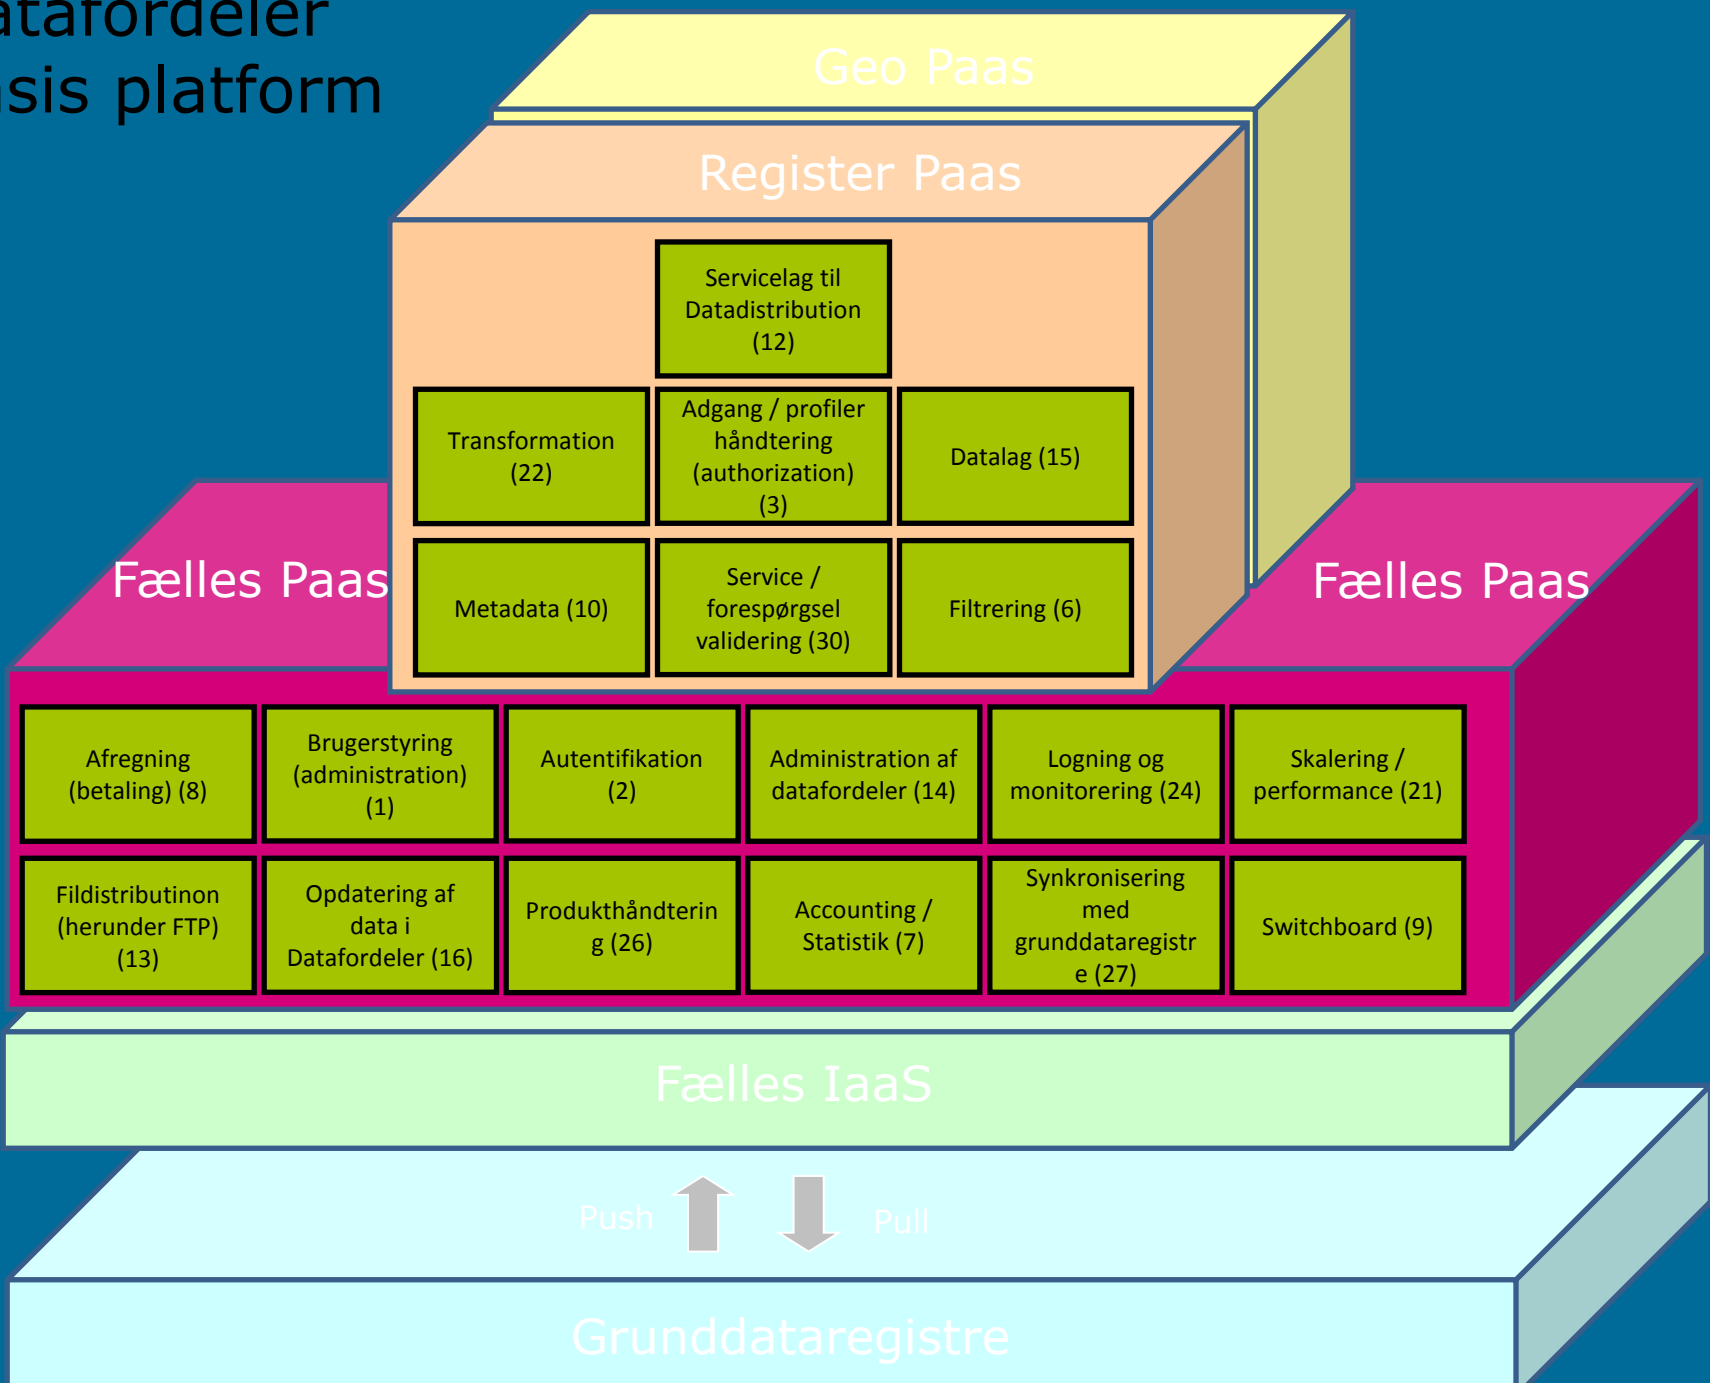 atafordeler
asis platform
Geo Paas
Register Paas
Servicelag til
Datadistribution
(12)
Transformation
(22)
Adgang / profiler
håndtering
(authorization)
(3)
Datalag (15)
Metadata (10)
Service /
forespørgsel
validering (30)
Filtrering (6)
Fælles Paas
Fælles Paas
Afregning
(betaling) (8)
Brugerstyring
(administration)
(1)
Autentifikation
(2)
Administration af
datafordeler (14)
Logning og
monitorering (24)
Skalering /
performance (21)
Fildistributinon
(herunder FTP)
(13)
Opdatering af
data i
Datafordeler (16)
Produkthåndterin
g (26)
Accounting /
Statistik (7)
Synkronisering
med
grunddataregistr
e (27)
Switchboard (9)
Fælles IaaS
Push
Pull
Grunddataregistre